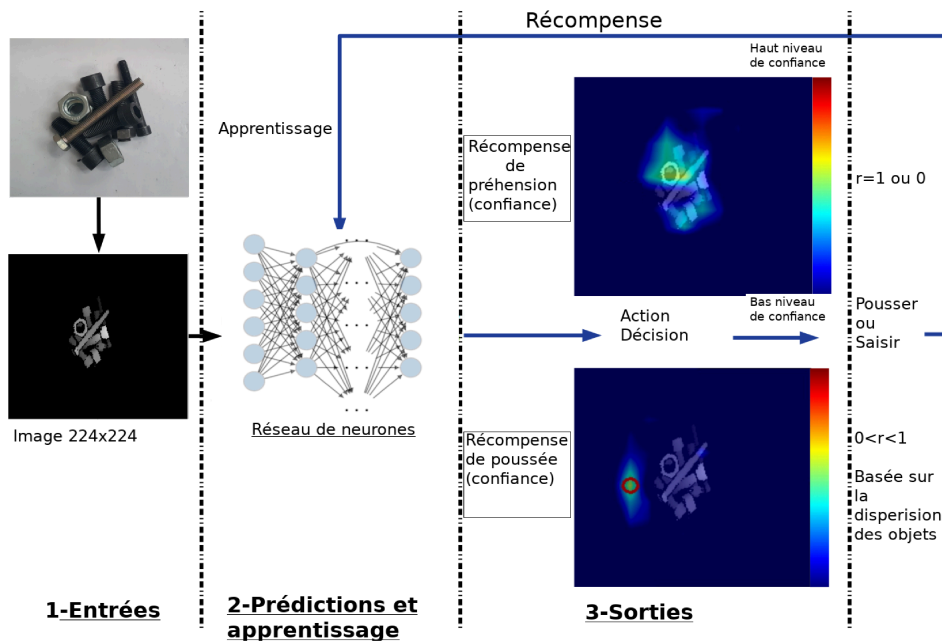 Récompense
Haut niveau
de confiance
Apprentissage
Récompense
de
préhension
(confiance)
r=1 ou 0
Action
Décision
Bas niveau
de confiance
Pousser
ou
Saisir
Image 224x224
Réseau de neurones
Récompense
de poussée
(confiance)
0<r<1
Basée sur
la
disperision
des objets
1-Entrées
2-Prédictions et
apprentissage
3-Sorties